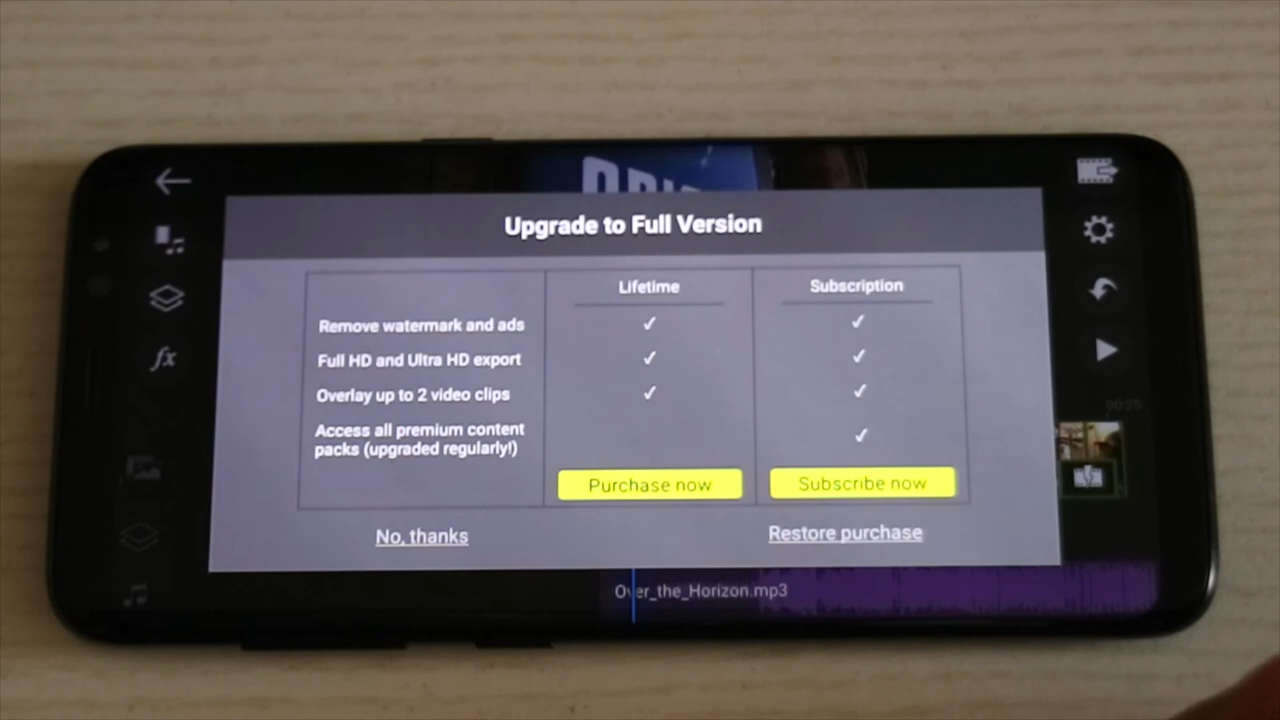 Upgrade to Full Version
Lifetime
Subscription
Remove watermark and ads ✓ ✓
Full HD and Ultra HD export ✓ ✓
Overlay up to 2 video clips ✓ ✓
Access all premium content
packs (upgraded regularly!) ✓
Purchase now
Subscribe now
No, thanks
Restore purchase
fx
Over_the_Horizon.mp3